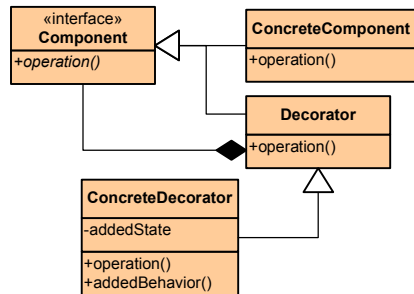 «interface»
Component
+operation()
ConcreteComponent
+operation()
Decorator
+operation()
ConcreteDecorator
-addedState
+operation()
+addedBehavior()